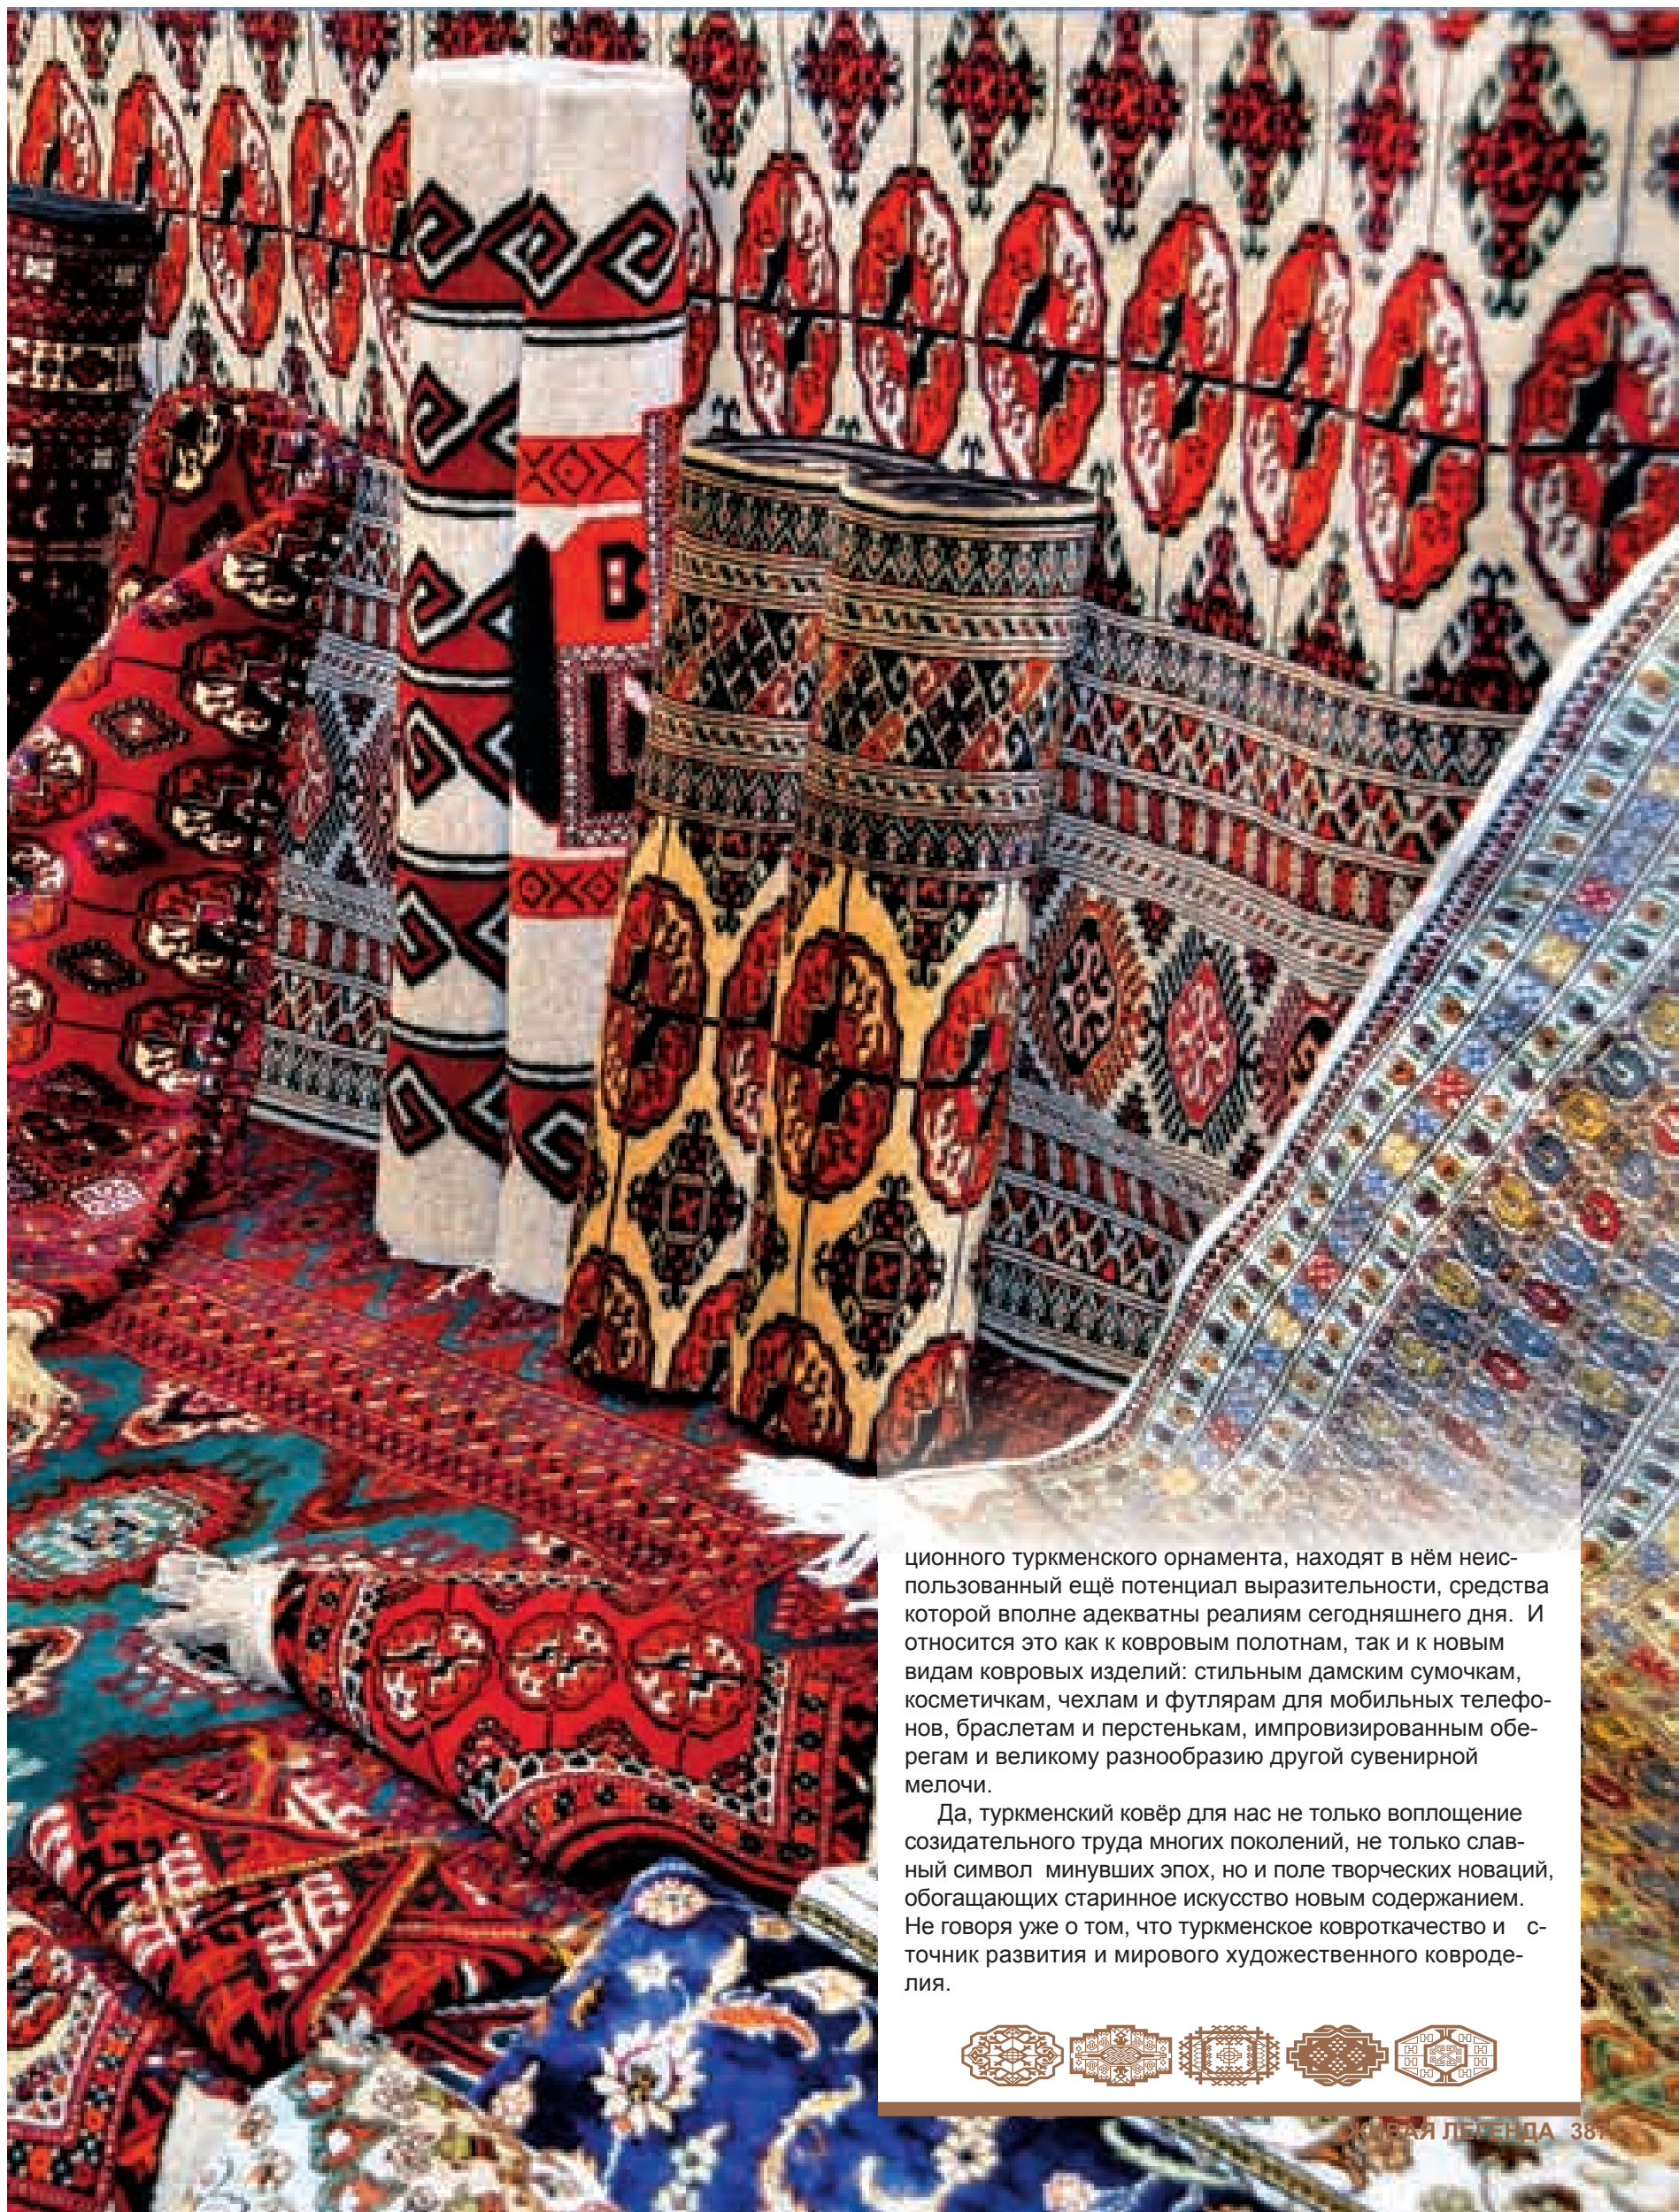 ционного туркменского орнамента, находят в нём неис-
пользованный ещё потенциал выразительности, средства
которой вполне адекватны реалиям сегодняшнего дня. И
относится это как к ковровым полотнам, так и к новым
видам ковровых изделий: стильным дамским сумочкам,
косметичкам, чехлам и футлярам для мобильных телефо-
нов, браслетам и перстенькам, импровизированным обе-
регам и великому разнообразию другой сувенирной
мелочи.
Да, туркменский ковёр для нас не только воплощение
созидательного труда многих поколений, не только слав-
ный символ минувших эпох, но и поле творческих новаций,
обогащающих старинное искусство новым содержанием.
Не говоря уже о том, что туркменское ковроткачество и с-
точник развития и мирового художественного ковроде-
лия.
ЖИВАЯ ЛЕГЕНДА 387